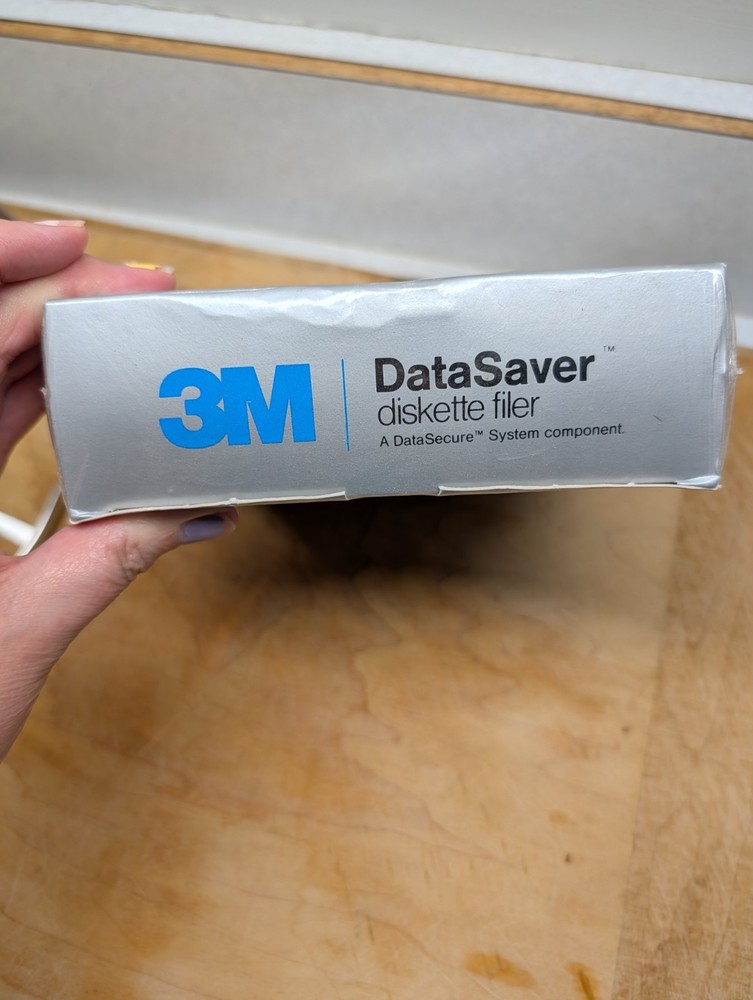 3M
DataSaver™
diskette filer
A DataSecure™ System component.